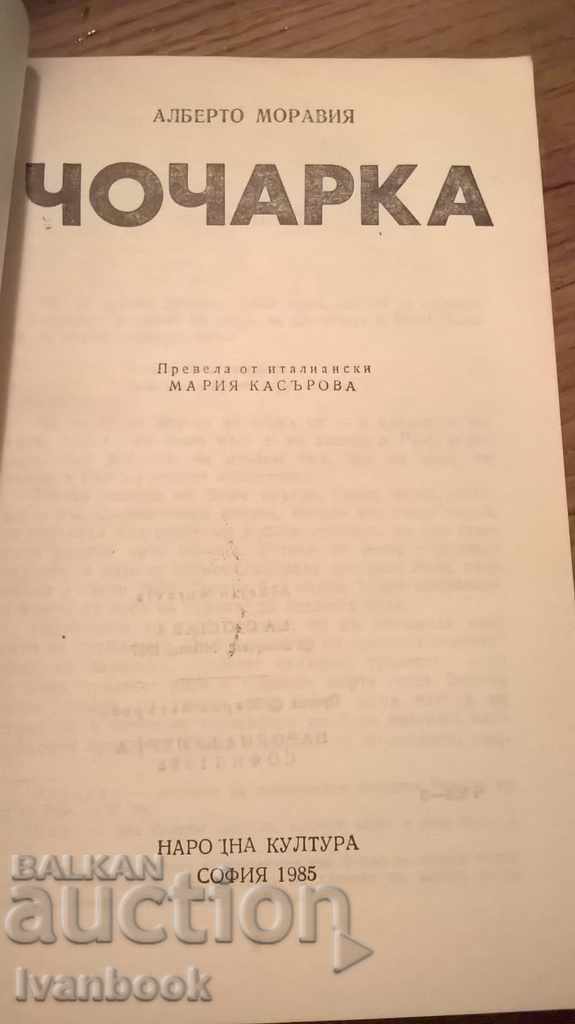 АЛБЕРТО МОРАВИЯ
ЧОЧАРКА
Превела от италиански
МАРИЯ КАСЪРОВА
НАРОДНА КУЛТУРА
СОФИЯ 1985
BALKAN
auction
Ivanbook